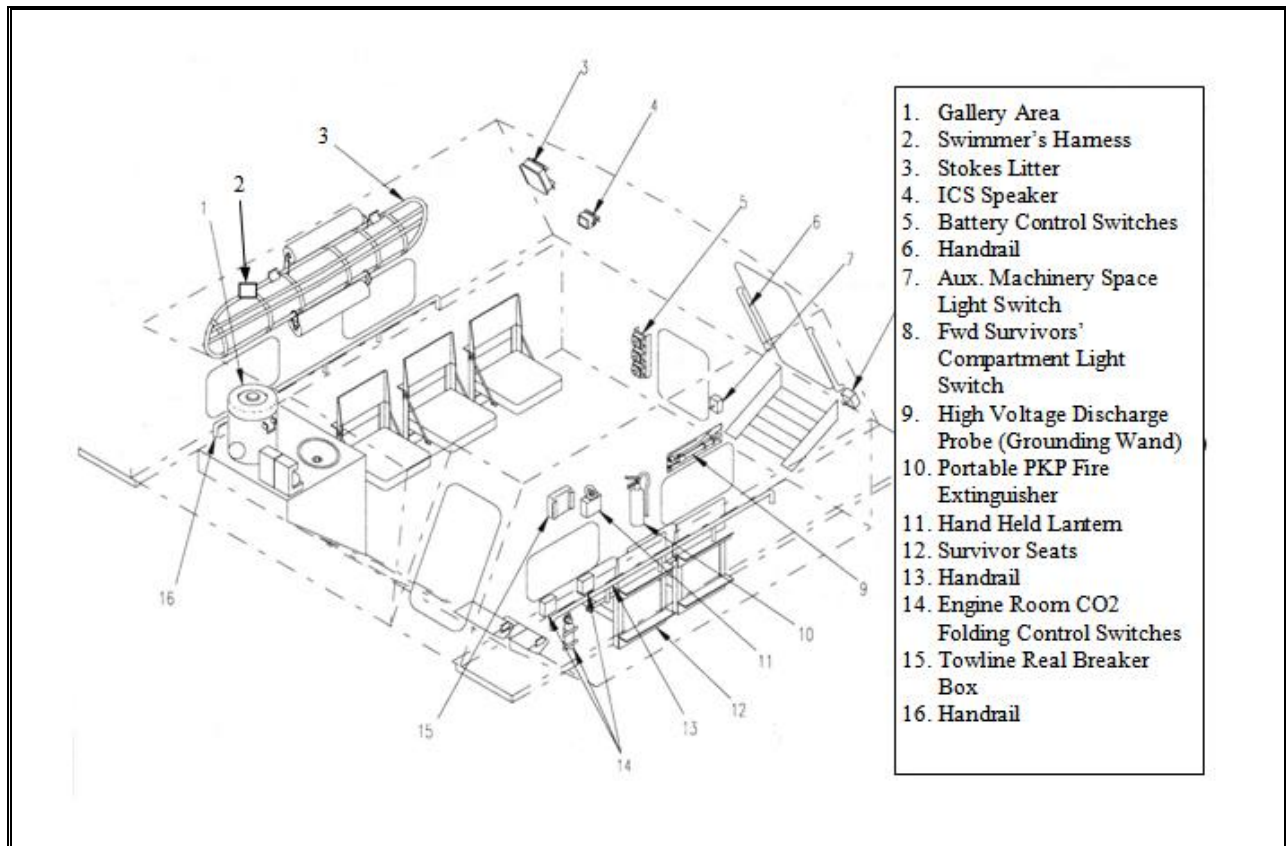 3
4
3
2
1
5
6
7
1. Gallery Area
2. Swimmer's Harness
3. Stokes Litter
4. ICS Speaker
5. Battery Control Switches
6. Handrail
7. Aux. Machinery Space
Light Switch
8. Fwd Survivors'
Compartment Light
Switch
9. High Voltage Discharge
Probe (Grounding Wand)
10. Portable PKP Fire
Extinguisher
11. Hand Held Lantern
12. Survivor Seats
13. Handrail
14. Engine Room CO2
Folding Control Switches
15. Towline Real Breaker
Box
16. Handrail
16
9
10
11
12
13
15
14